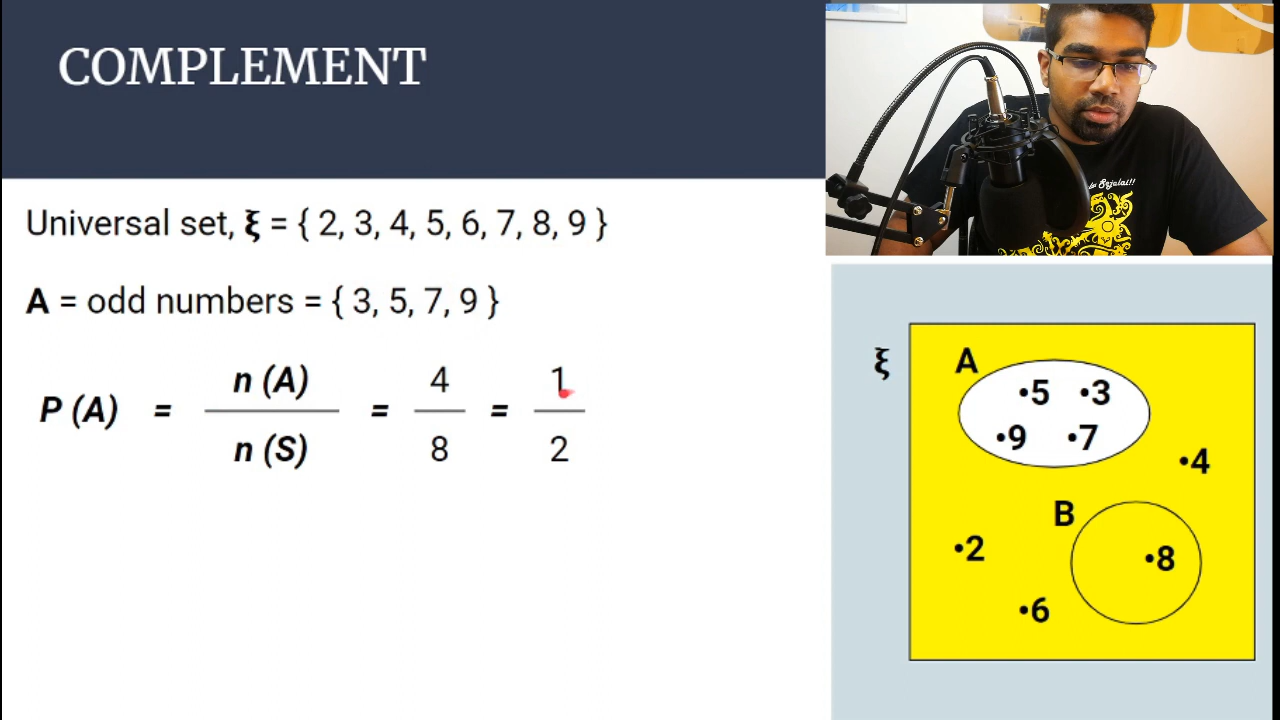 COMPLEMENT
Universal set, ξ = { 2, 3, 4, 5, 6, 7, 8, 9 }
A = odd numbers = { 3, 5, 7, 9 }
P (A) = n (A) / n (S) = 4 / 8 = 1 / 2
Sejalai!!
ξ
A
•5 •3
•9 •7
•4
B
•2
•8
•6